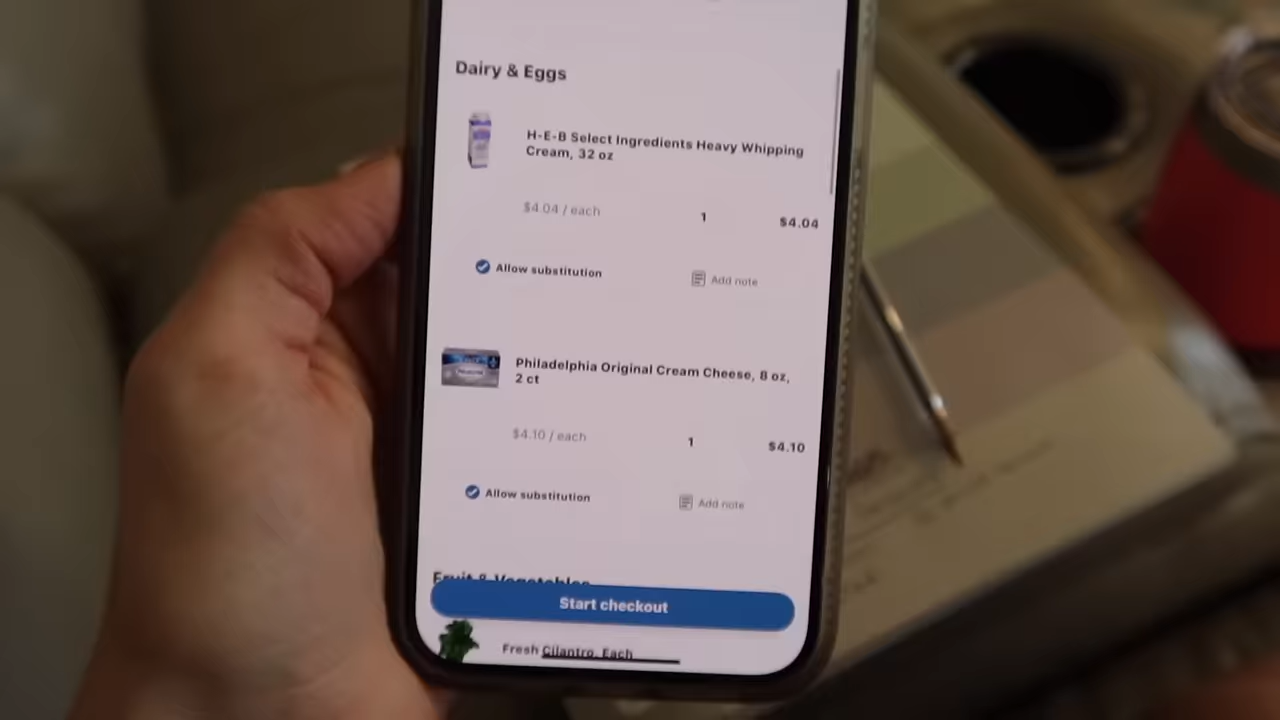 Dairy & Eggs
H-E-B Select Ingredients Heavy Whipping
Cream, 32 oz
$4.04 / each
1
$4.04
Allow substitution
Add note
Philadelphia Original Cream Cheese, 8 oz,
2 ct
$4.10 / each
1
$4.10
Allow substitution
Add note
Fruit & Vegetables
Start checkout
Fresh Cilantro, Each